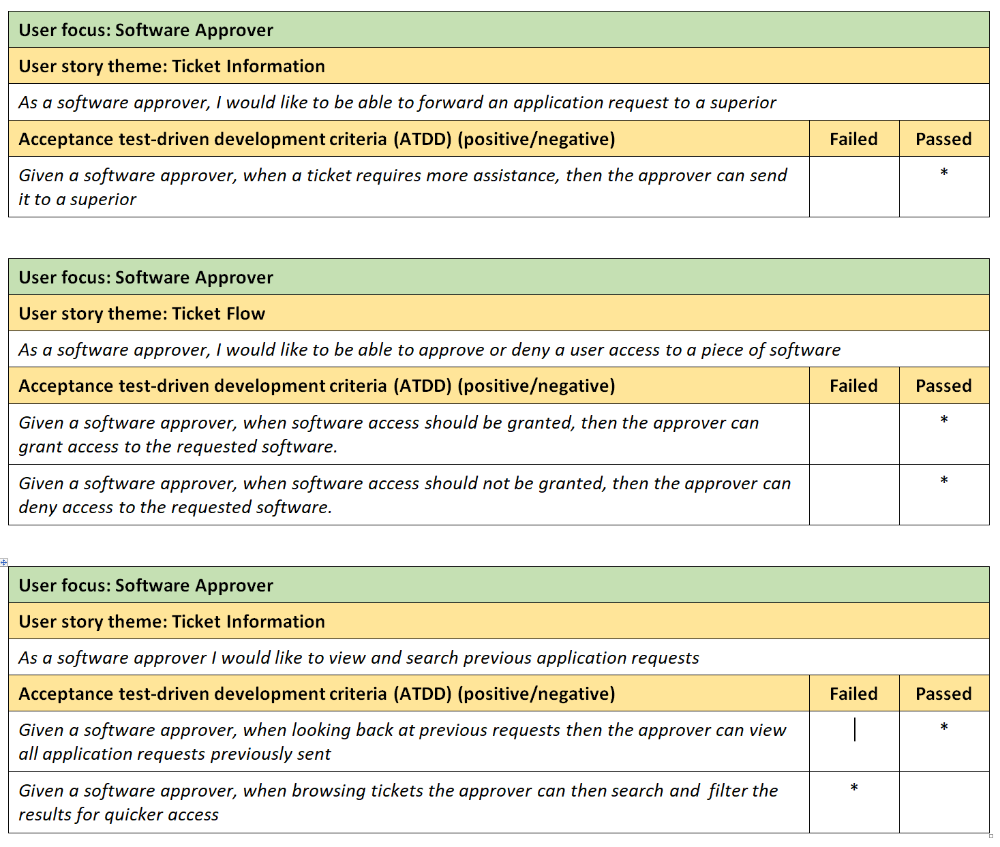 User focus: Software Approver
User story theme: Ticket Information
As a software approver, I would like to be able to forward an application request to a superior
Acceptance test-driven development criteria (ATDD) (positive/negative) Failed Passed
Given a software approver, when a ticket requires more assistance, then the approver can send *
it to a superior
User focus: Software Approver
User story theme: Ticket Flow
As a software approver, I would like to be able to approve or deny a user access to a piece of software
Acceptance test-driven development criteria (ATDD) (positive/negative) Failed Passed
Given a software approver, when software access should be granted, then the approver can *
grant access to the requested software.
Given a software approver, when software access should not be granted, then the approver can *
deny access to the requested software.
User focus: Software Approver
User story theme: Ticket Information
As a software approver I would like to view and search previous application requests
Acceptance test-driven development criteria (ATDD) (positive/negative) Failed Passed
Given a software approver, when looking back at previous requests then the approver can view *
all application requests previously sent
Given a software approver, when browsing tickets the approver can then search and  filter the *
results for quicker access